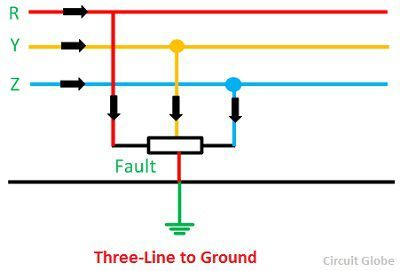 R
Y
Z
Fault
Three-Line to Ground
Circuit Globe